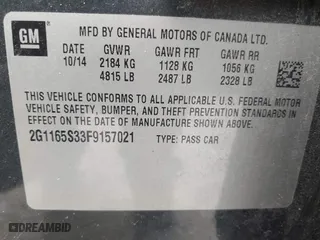 GM
MFD BY GENERAL MOTORS OF CANADA LTD.
DATE GVWR GAWR FRT GAWR RR
10/14 2184 KG 1128 KG 1056 KG
4815 LB 2487 LB 2328 LB
THIS VEHICLE CONFORMS TO ALL APPLICABLE U.S. FEDERAL MOTOR
VEHICLE SAFETY, BUMPER, AND THEFT PREVENTION STANDARDS
IN EFFECT ON THE DATE OF MANUFACTURE SHOWN ABOVE.
2G1165S33F9157021 TYPE: PASS CAR
DREAMBID.COM